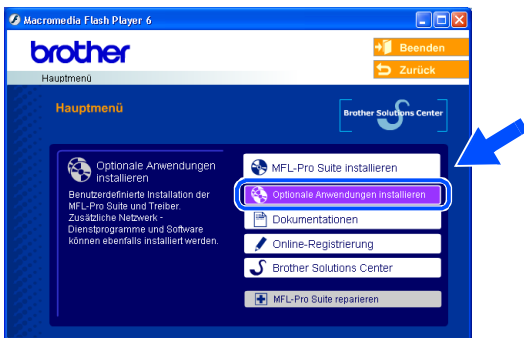 Macromedia Flash Player 6
brother
Beenden
Zurück
Hauptmenü
Hauptmenü
Brother Solutions Center
Optionale Anwendungen
installieren
Benutzerdefinierte Installation der
MFL-Pro Suite und Treiber.
Zusätzliche Netzwerk -
Dienstprogramme und Software
können ebenfalls installiert werden.
MFL-Pro Suite installieren
Optionale Anwendungen installieren
Dokumentationen
Online-Registrierung
Brother Solutions Center
MFL-Pro Suite reparieren